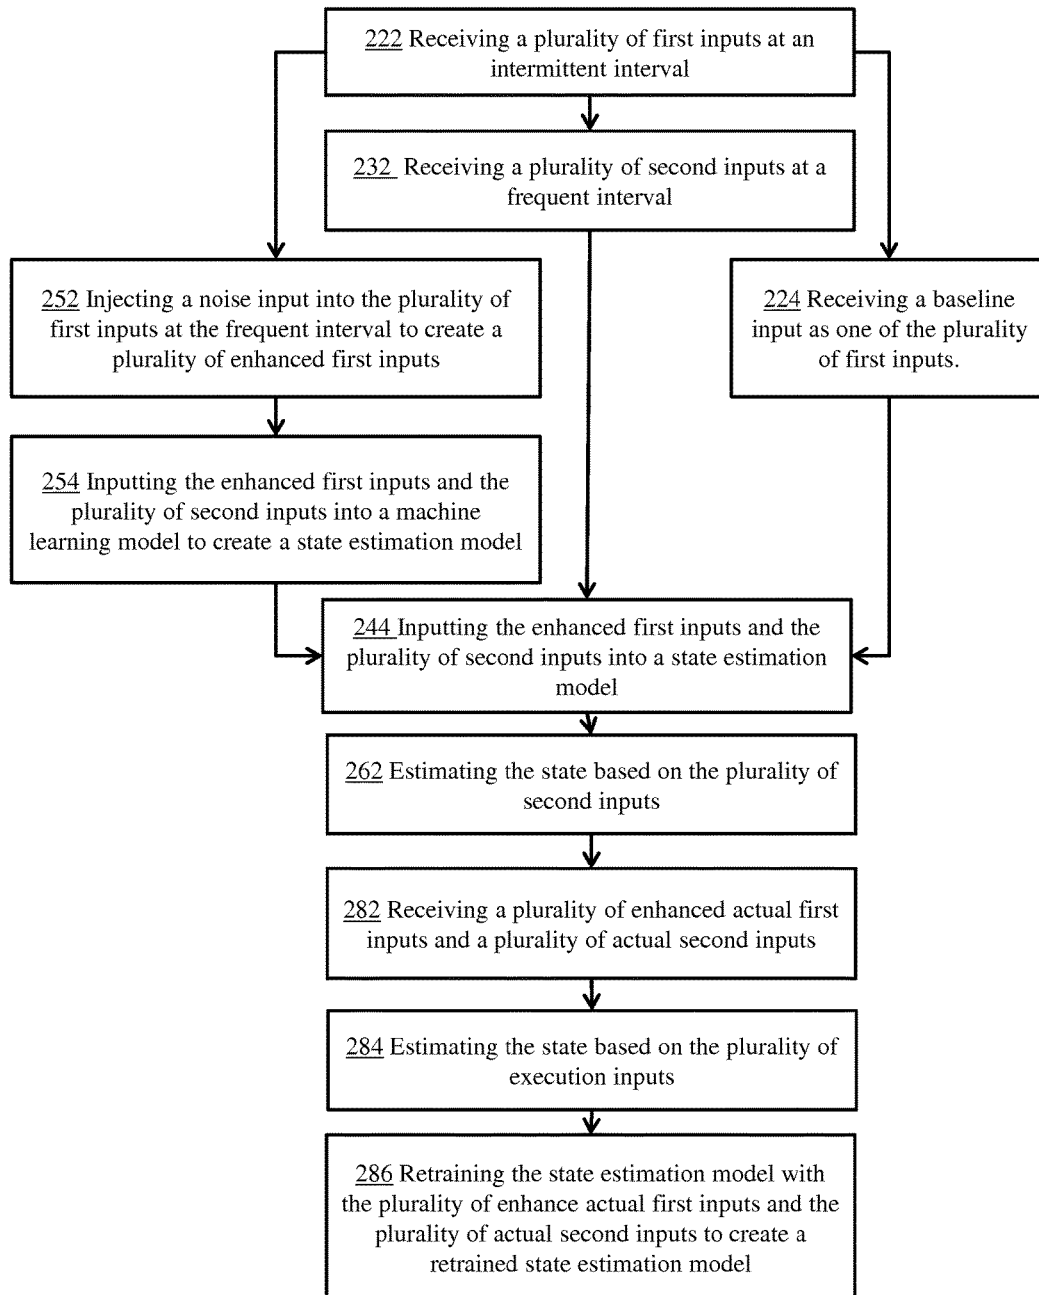 222 Receiving a plurality of first inputs at an
intermittent interval
232 Receiving a plurality of second inputs at a
frequent interval
252 Injecting a noise input into the plurality of
first inputs at the frequent interval to create a
plurality of enhanced first inputs
224 Receiving a baseline
input as one of the plurality
of first inputs.
254 Inputting the enhanced first inputs and the
plurality of second inputs into a machine
learning model to create a state estimation model
244 Inputting the enhanced first inputs and the
plurality of second inputs into a state estimation
model
262 Estimating the state based on the plurality of
second inputs
282 Receiving a plurality of enhanced actual first
inputs and a plurality of actual second inputs
284 Estimating the state based on the plurality of
execution inputs
286 Retraining the state estimation model with
the plurality of enhance actual first inputs and the
plurality of actual second inputs to create a
retrained state estimation model